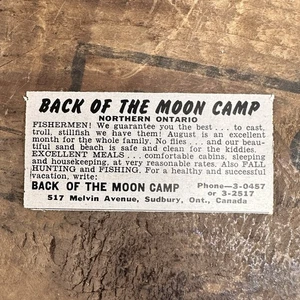 BACK OF THE MOON CAMP
NORTHERN ONTARIO
FISHERMEN! We guarantee you the best . . . to cast,
troll, stillfish we have them! August is an excellent
month for the whole family. No flies . . . and our beau-
tiful sand beach is safe and clean for the kiddies.
EXCELLENT MEALS . . . comfortable cabins, sleeping
and housekeeping, at very reasonable rates. Also FALL
HUNTING and FISHING. For a healthy and successful
vacation, write:
BACK OF THE MOON CAMP Phone—3-0457
or 3-2517
517 Melvin Avenue, Sudbury, Ont., Canada